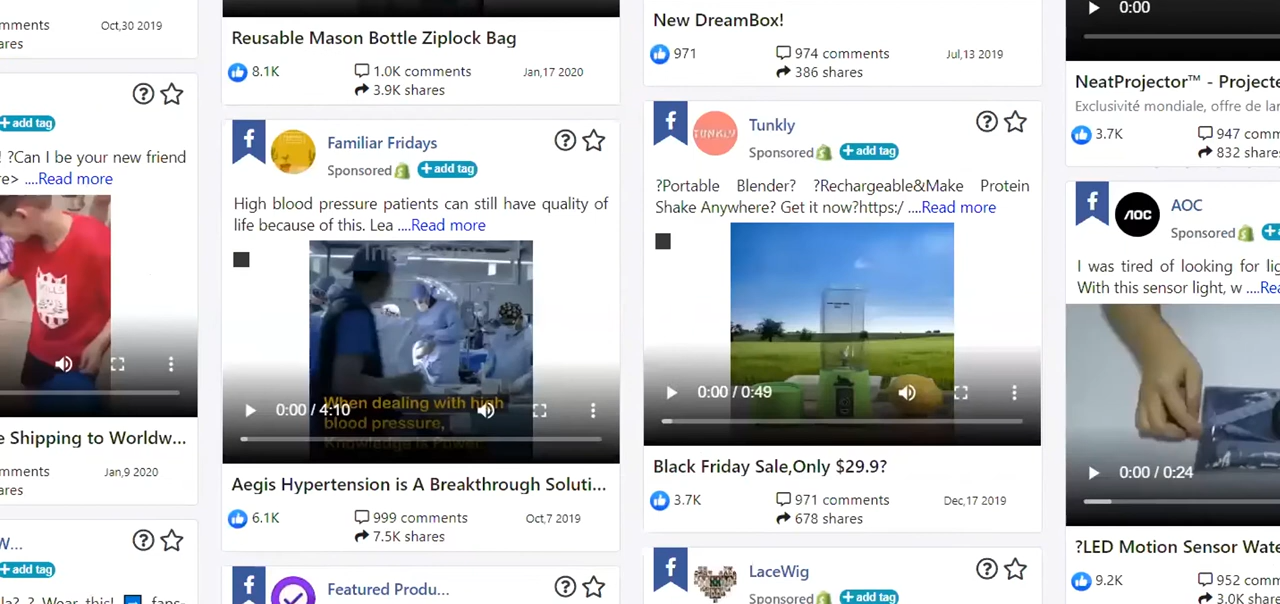 mments
Oct,30 2019
ares
?Can I be your new friend
re> ....Read more
+ add tag
0:00
e Shipping to Worldw...
mments
Jan,9 2020
ares
W...
+ add tag
Reusable Mason Bottle Ziplock Bag
8.1K
1.0K comments
Jan,17 2020
3.9K shares
Familiar Fridays
Sponsored
+ add tag
High blood pressure patients can still have quality of
life because of this. Lea ....Read more
When dealing with high
blood pressure,
Knowledge is Power
0:00 / 4:10
Aegis Hypertension is A Breakthrough Soluti...
6.1K
999 comments
Oct,7 2019
7.5K shares
Featured Produ...
New DreamBox!
971
974 comments
Jul,13 2019
386 shares
TUNKLY
Tunkly
Sponsored
+ add tag
?Portable Blender? ?Rechargeable&Make Protein
Shake Anywhere? Get it now?https:/ ....Read more
0:00 / 0:49
Black Friday Sale,Only $29.9?
3.7K
971 comments
Dec,17 2019
678 shares
LaceWig
Sponsored
+ add tag
NeatProjector™ - Projecte
Exclusivité mondiale, offre de lan
3.7K
947 comm
832 share
AOC
AOC
Sponsored
I was tired of looking for lig
With this sensor light, w ....Rea
0:00 / 0:24
?LED Motion Sensor Wate
9.2K
952 comm
3.0K share